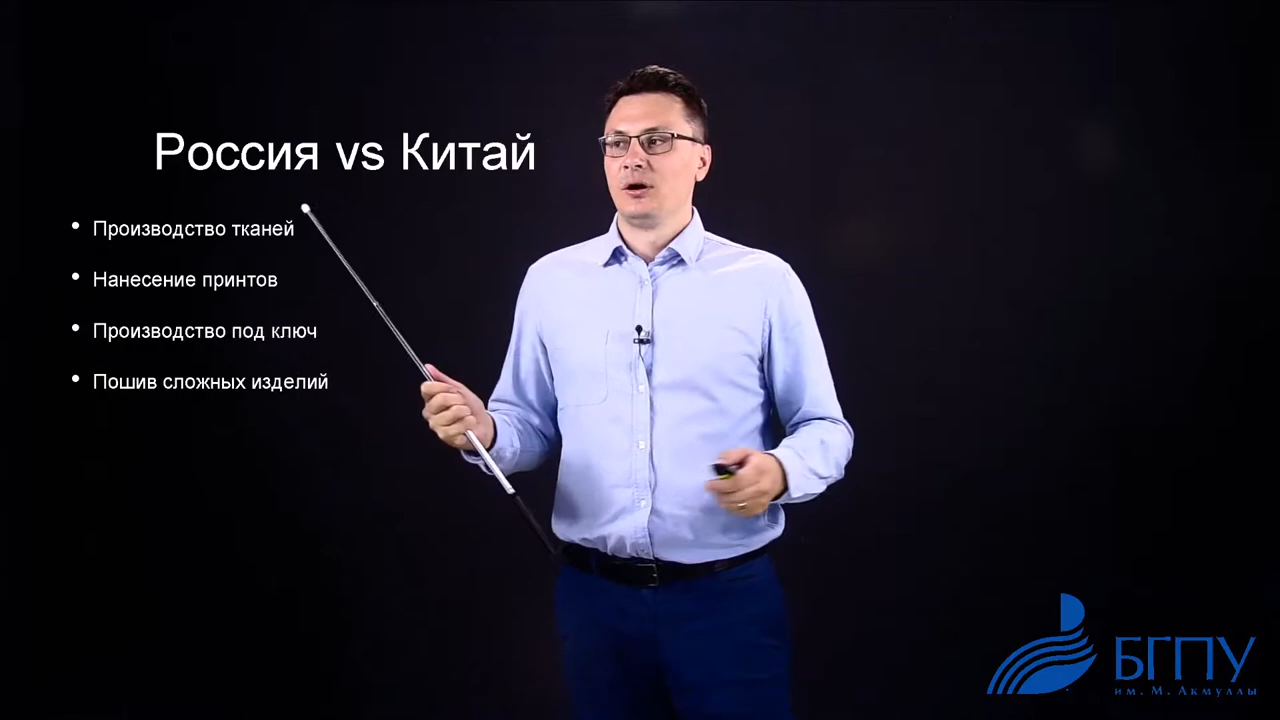 Россия vs Китай
Производство тканей
Нанесение принтов
Производство под ключ
Пошив сложных изделий
БГПУ
им. М. Акмуллы